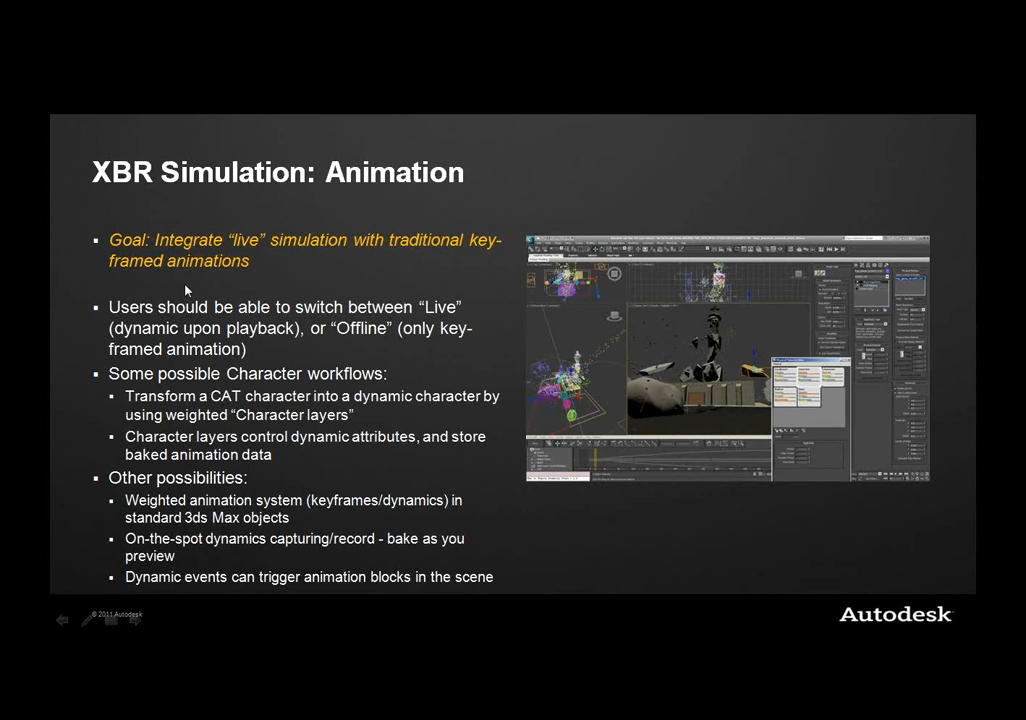 XBR Simulation: Animation
▪ Goal: Integrate “live” simulation with traditional key-
framed animations
▪ Users should be able to switch between “Live”
(dynamic upon playback), or “Offline” (only key-
framed animation)
▪ Some possible Character workflows:
▪ Transform a CAT character into a dynamic character by
using weighted “Character layers”
▪ Character layers control dynamic attributes, and store
baked animation data
▪ Other possibilities:
▪ Weighted animation system (keyframes/dynamics) in
standard 3ds Max objects
▪ On-the-spot dynamics capturing/record - bake as you
preview
▪ Dynamic events can trigger animation blocks in the scene
© 2011 Autodesk
Autodesk